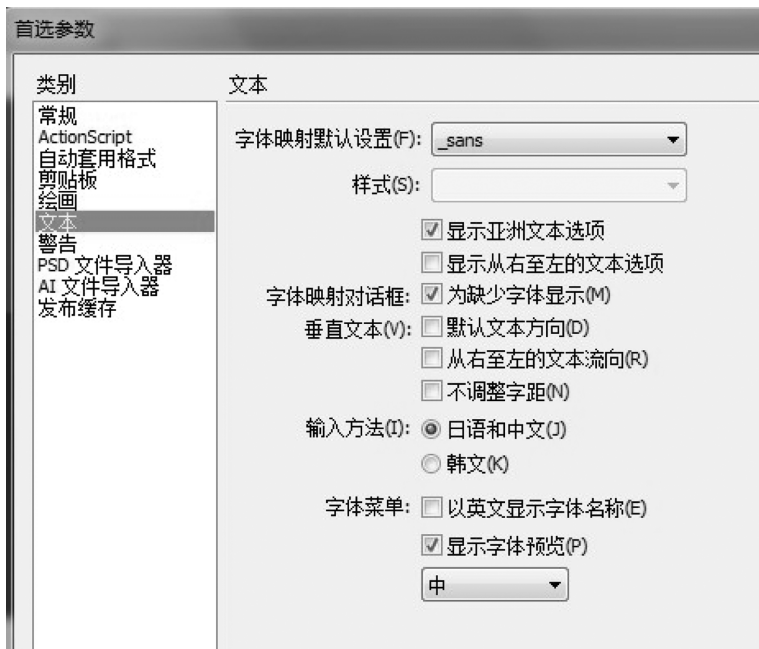 首选参数
类别
常规
ActionScript
自动套用格式
剪贴板
绘画
文本
警告
PSD 文件导入器
AI 文件导入器
发布缓存
文本
字体映射默认设置(F): _sans
样式(S):
显示亚洲文本选项
显示从右至左的文本选项
字体映射对话框: 为缺少字体显示(M)
垂直文本(V): 默认文本方向(D)
从右至左的文本流向(R)
不调整字距(N)
输入方法(I): 日语和中文(J)
韩文(K)
字体菜单: 以英文显示字体名称(E)
显示字体预览(P)
中